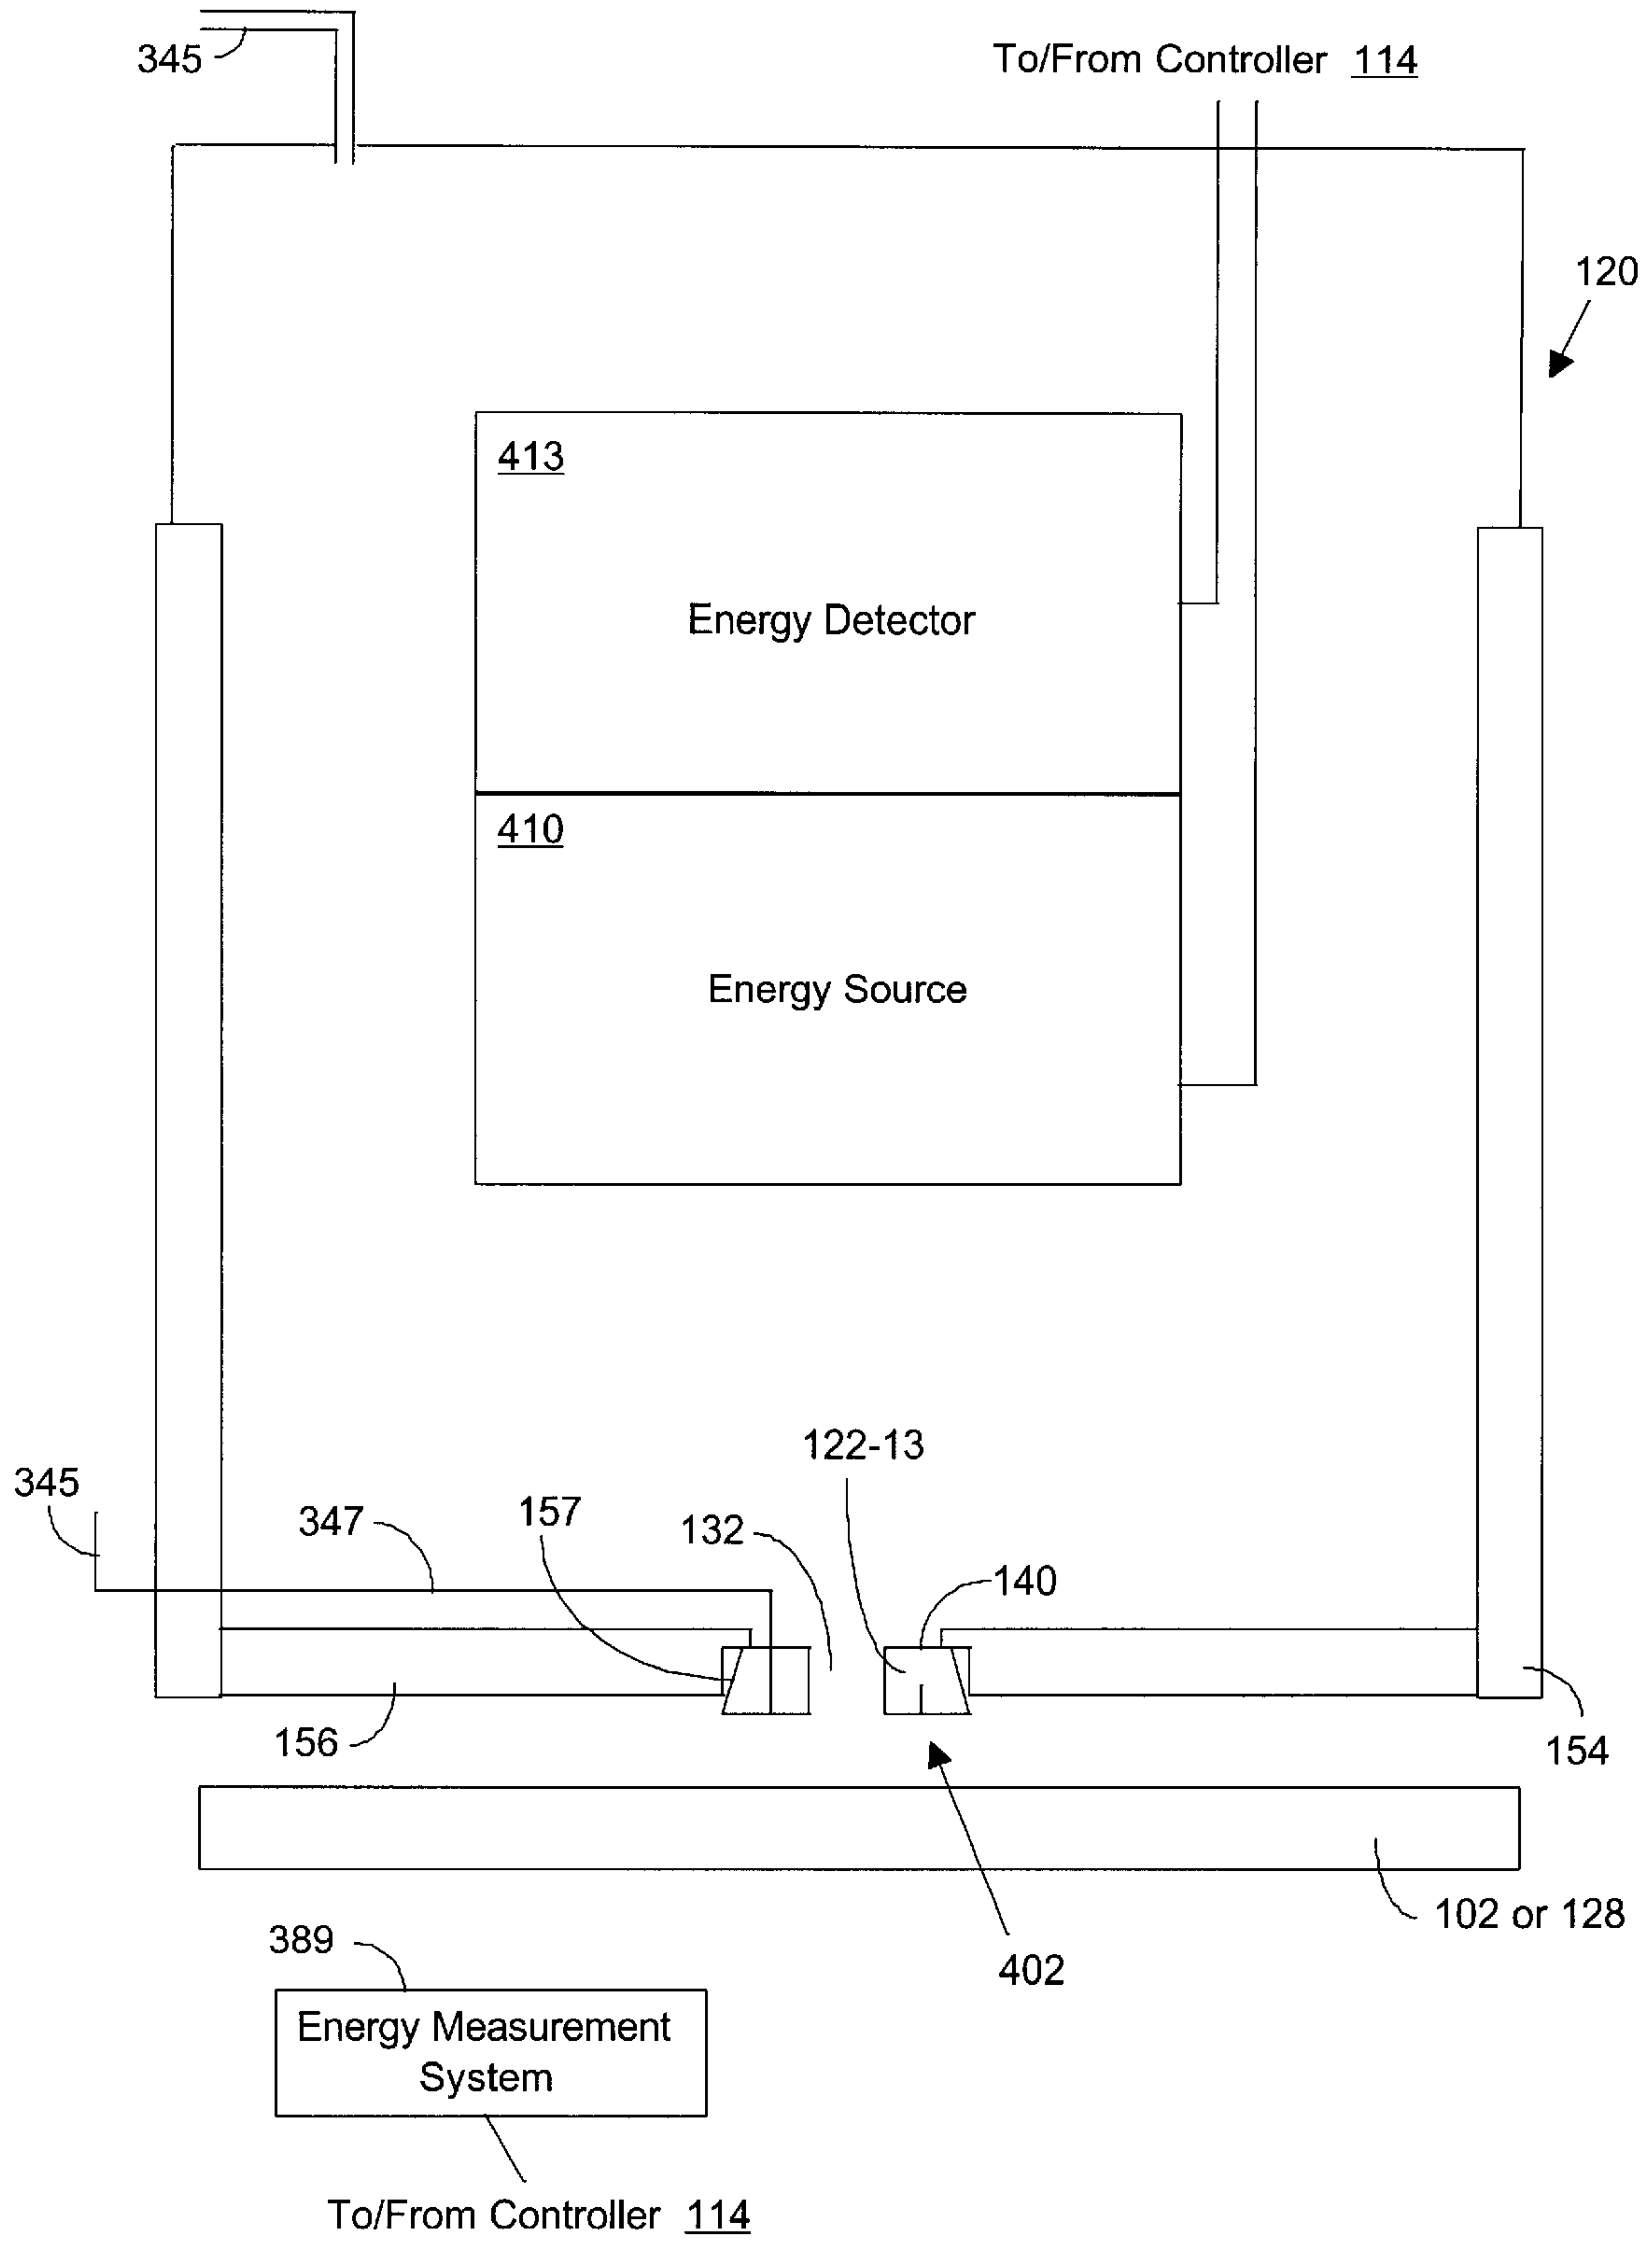 345
To/From Controller 114
120
413
Energy Detector
410
Energy Source
122-13
345
347
157
132
140
156
154
102 or 128
389
402
Energy Measurement
System
To/From Controller 114